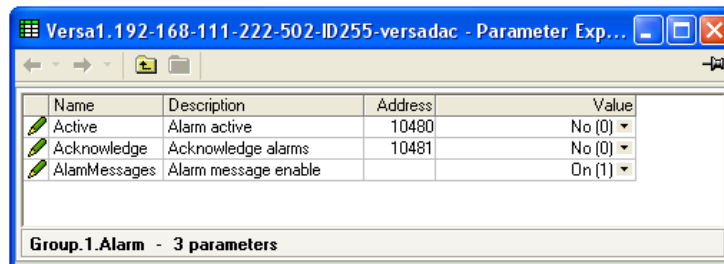 Versa1.192-168-111-222-502-ID255-versadac - Parameter Exp...
Name Description Address Value
Active Alarm active 10480 No (0)
Acknowledge Acknowledge alarms 10481 No (0)
AlamMessages Alarm message enable On (1)
Group.1.Alarm - 3 parameters